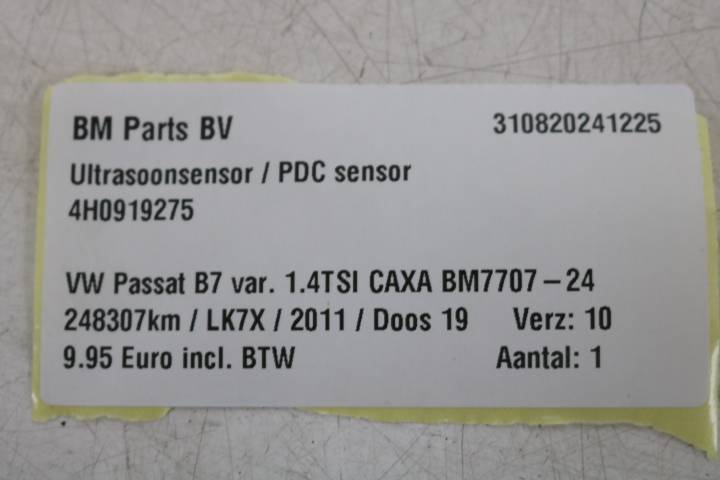 BM Parts BV 310820241225
Ultrasoonsensor / PDC sensor
4H0919275
VW Passat B7 var. 1.4TSI CAXA BM7707 – 24
248307km / LK7X / 2011 / Doos 19 Verz: 10
9.95 Euro incl. BTW Aantal: 1